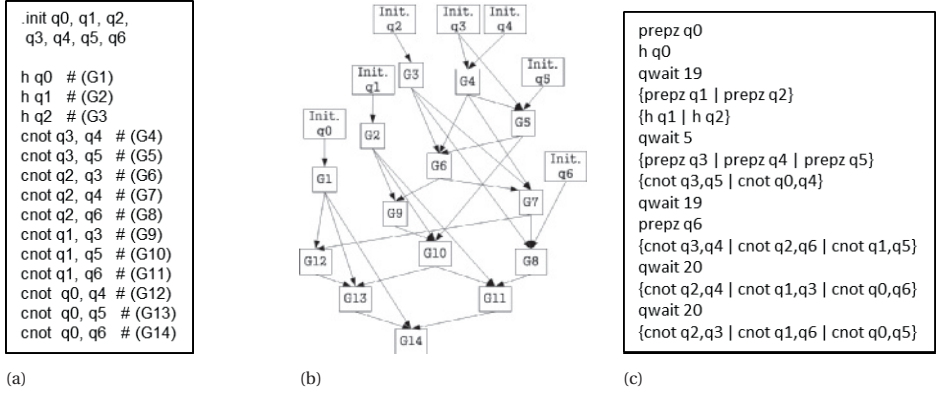 .init q0, q1, q2,
q3, q4, q5, q6
h q0 # (G1)
h q1 # (G2)
h q2 # (G3
cnot q3, q4 # (G4)
cnot q3, q5 # (G5)
cnot q2, q3 # (G6)
cnot q2, q4 # (G7)
cnot q2, q6 # (G8)
cnot q1, q3 # (G9)
cnot q1, q5 # (G10)
cnot q1, q6 # (G11)
cnot q0, q4 # (G12)
cnot q0, q5 # (G13)
cnot q0, q6 # (G14)
(a)
Init.
q2
Init.
q3
Init.
q4
Init.
q1
G3
G4
Init.
q5
Init.
q0
G2
G5
G1
G6
Init.
q6
G9
G7
G12
G10
G8
G13
G11
G14
(b)
prepz q0
h q0
qwait 19
{prepz q1 | prepz q2}
{h q1 | h q2}
qwait 5
{prepz q3 | prepz q4 | prepz q5}
{cnot q3,q5 | cnot q0,q4}
qwait 19
prepz q6
{cnot q3,q4 | cnot q2,q6 | cnot q1,q5}
qwait 20
{cnot q2,q4 | cnot q1,q3 | cnot q0,q6}
qwait 20
{cnot q2,q3 | cnot q1,q6 | cnot q0,q5}
(c)